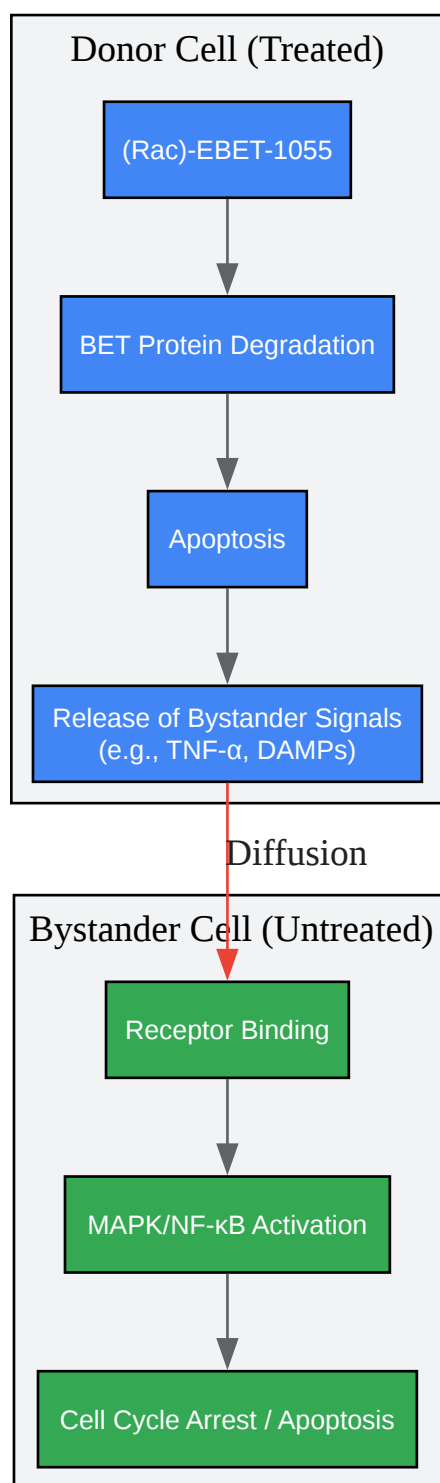 Donor Cell (Treated)
(Rac)-EBET-1055
BET Protein Degradation
Apoptosis
Release of Bystander Signals
(e.g., TNF-α, DAMPs)
Diffusion
Bystander Cell (Untreated)
Receptor Binding
MAPK/NF-κB Activation
Cell Cycle Arrest / Apoptosis